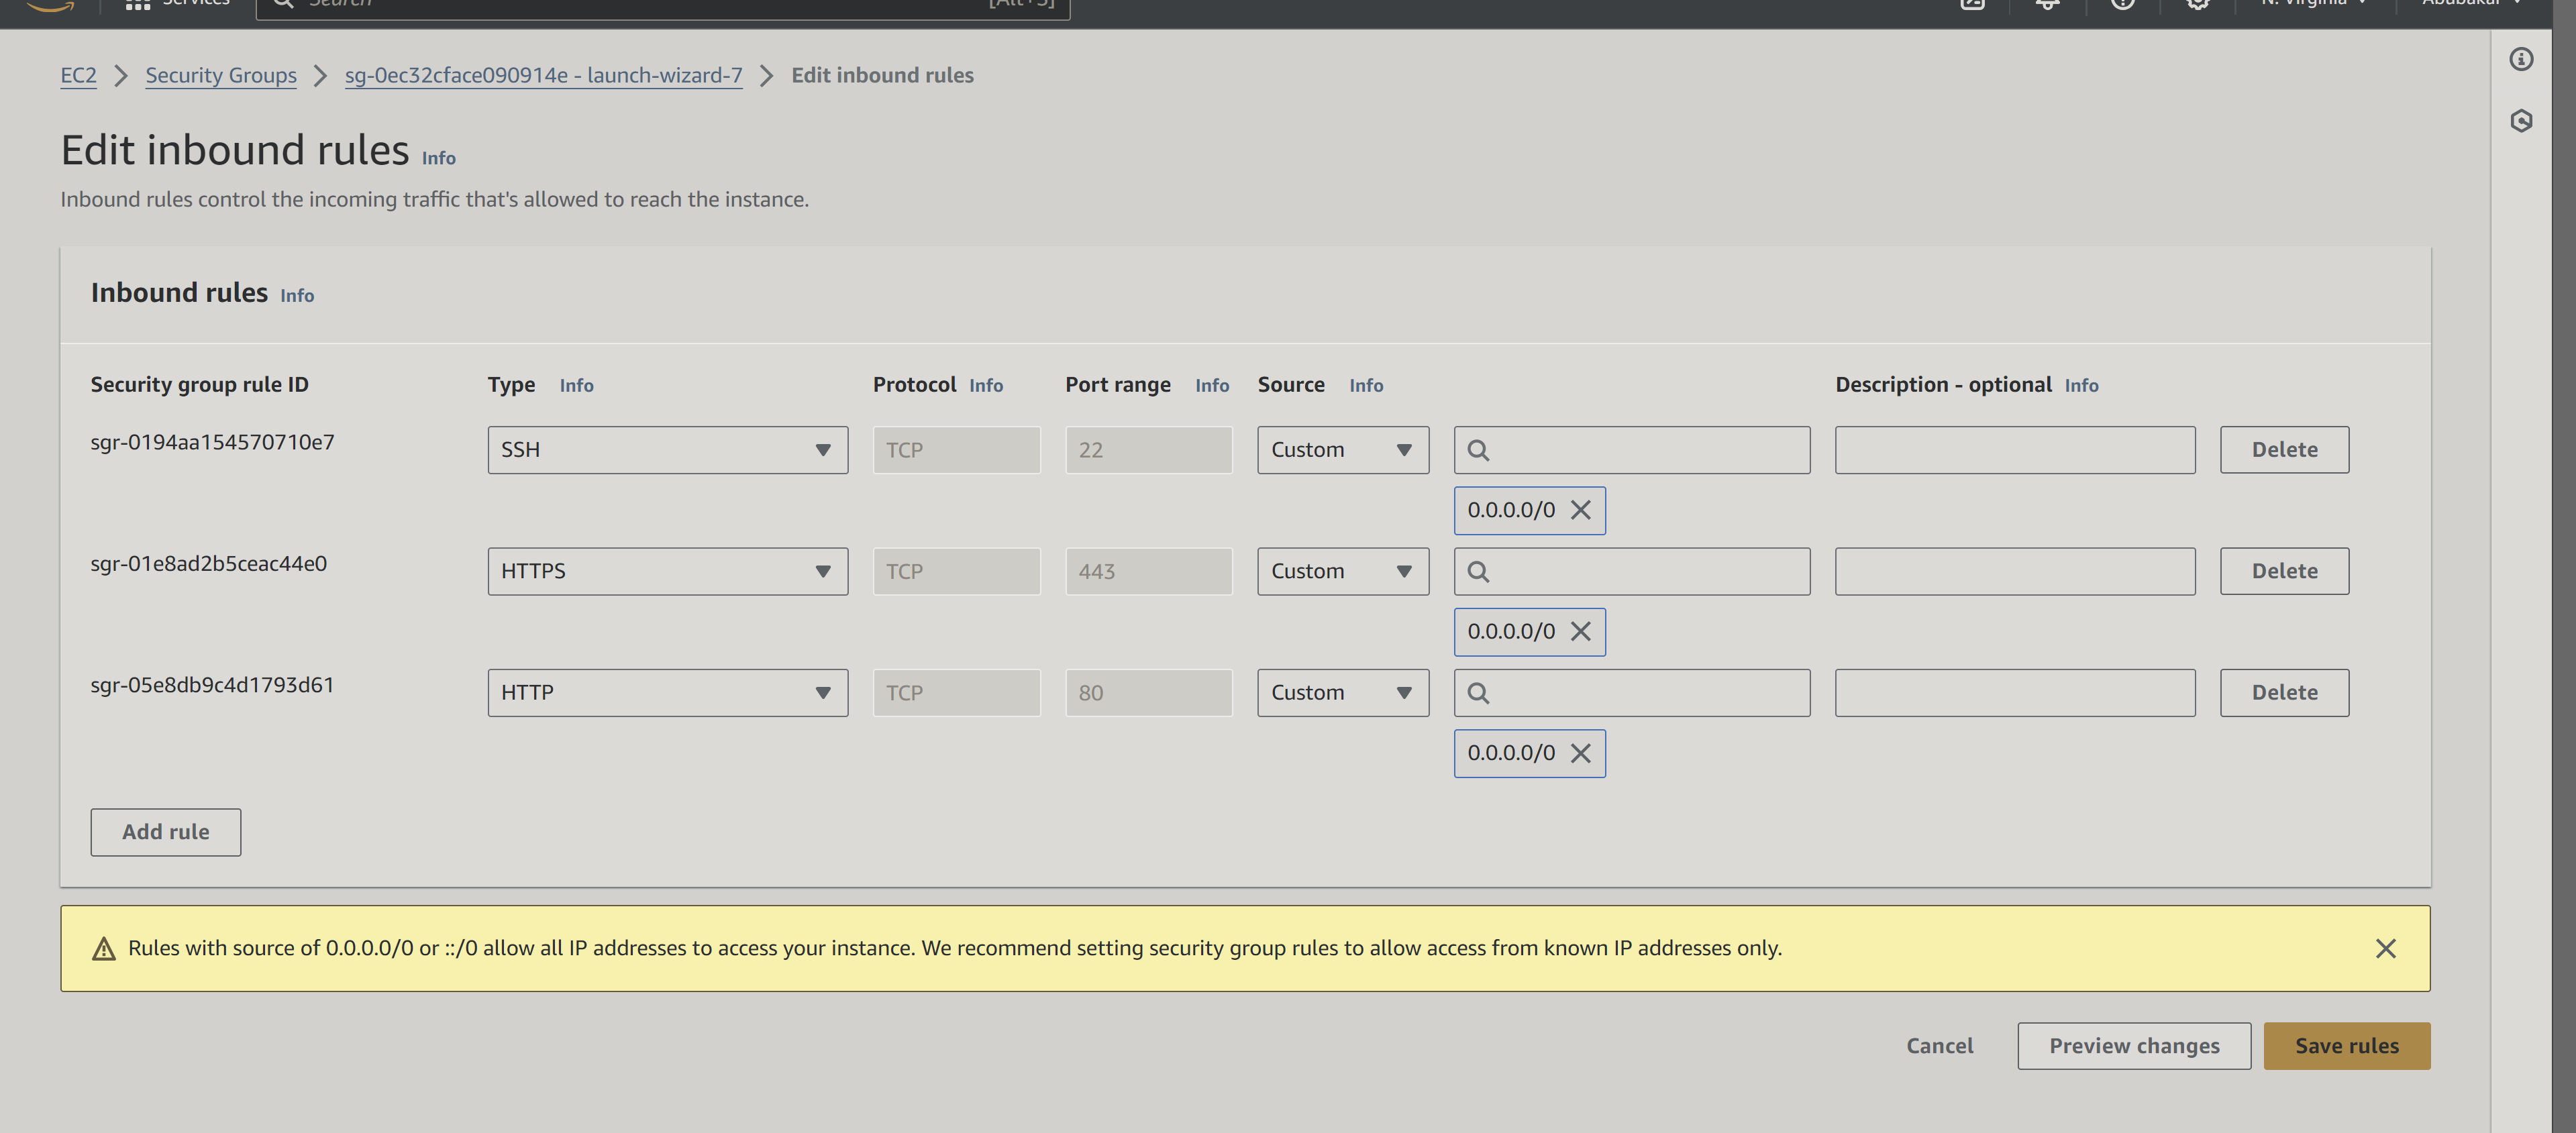 Services
Search
[Alt+S]
N. Virginia
Abubakar
EC2 > Security Groups > sg-0ec32cface090914e - launch-wizard-7 > Edit inbound rules
Edit inbound rules Info
Inbound rules control the incoming traffic that's allowed to reach the instance.
Inbound rules Info
Security group rule ID Type Info Protocol Info Port range Info Source Info Description - optional Info
sgr-0194aa154570710e7 SSH TCP 22 Custom Delete
0.0.0.0/0
sgr-01e8ad2b5ceac44e0 HTTPS TCP 443 Custom Delete
0.0.0.0/0
sgr-05e8db9c4d1793d61 HTTP TCP 80 Custom Delete
0.0.0.0/0
Add rule
Rules with source of 0.0.0.0/0 or ::/0 allow all IP addresses to access your instance. We recommend setting security group rules to allow access from known IP addresses only.
Cancel Preview changes Save rules